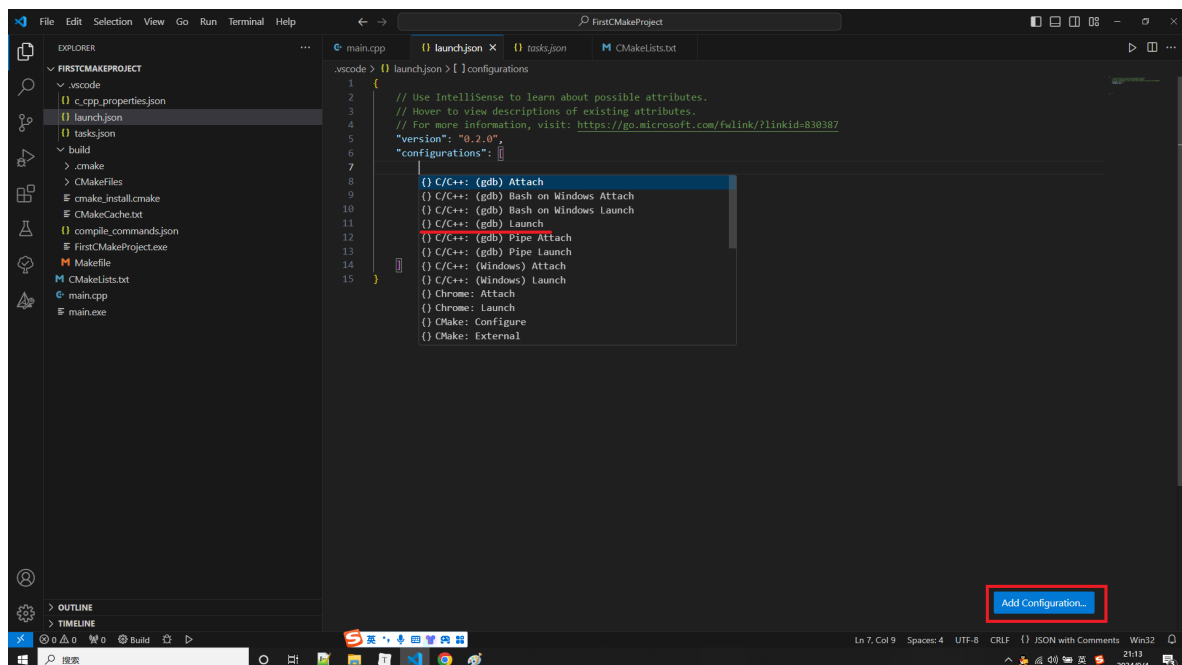 File Edit Selection View Go Run Terminal Help
FirstCMakeProject
EXPLORER
main.cpp
launch.json
tasks.json
CMakeLists.txt
FIRSTCMAKEPROJECT
.vscode
c_cpp_properties.json
launch.json
tasks.json
build
.cmake
CMakeFiles
cmake_install.cmake
CMakeCache.txt
compile_commands.json
FirstCMakeProject.exe
Makefile
CMakeLists.txt
main.cpp
main.exe
OUTLINE
TIMELINE
.vscode > {} launch.json > [ ] configurations
1 {
2 // Use IntelliSense to learn about possible attributes.
3 // Hover to view descriptions of existing attributes.
4 // For more information, visit: https://go.microsoft.com/fwlink/?linkid=830387
5 "version": "0.2.0",
6 "configurations": [
7
8
9
10
11
12
13
14 ]
15 }
{} C/C++: (gdb) Attach
{} C/C++: (gdb) Bash on Windows Attach
{} C/C++: (gdb) Bash on Windows Launch
{} C/C++: (gdb) Launch
{} C/C++: (gdb) Pipe Attach
{} C/C++: (gdb) Pipe Launch
{} C/C++: (Windows) Attach
{} C/C++: (Windows) Launch
{} Chrome: Attach
{} Chrome: Launch
{} CMake: Configure
{} CMake: External
Add Configuration...
0 0 0 Build
英
Ln 7, Col 9 Spaces: 4 UTF-8 CRLF {} JSON with Comments Win32
搜索
英
21:13